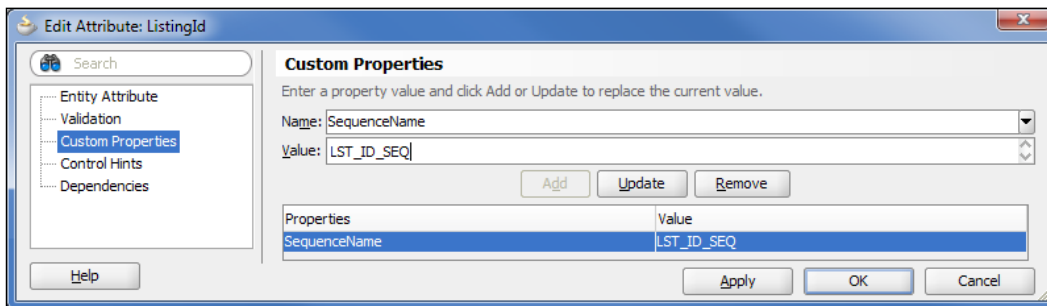 Edit Attribute: ListingId
x
Search
Entity Attribute
Validation
Custom Properties
Control Hints
Dependencies
Custom Properties
Enter a property value and click Add or Update to replace the current value.
Name: SequenceName
Value: LST_ID_SEQ
Add Update Remove
Properties Value
SequenceName LST_ID_SEQ
Help Apply OK Cancel